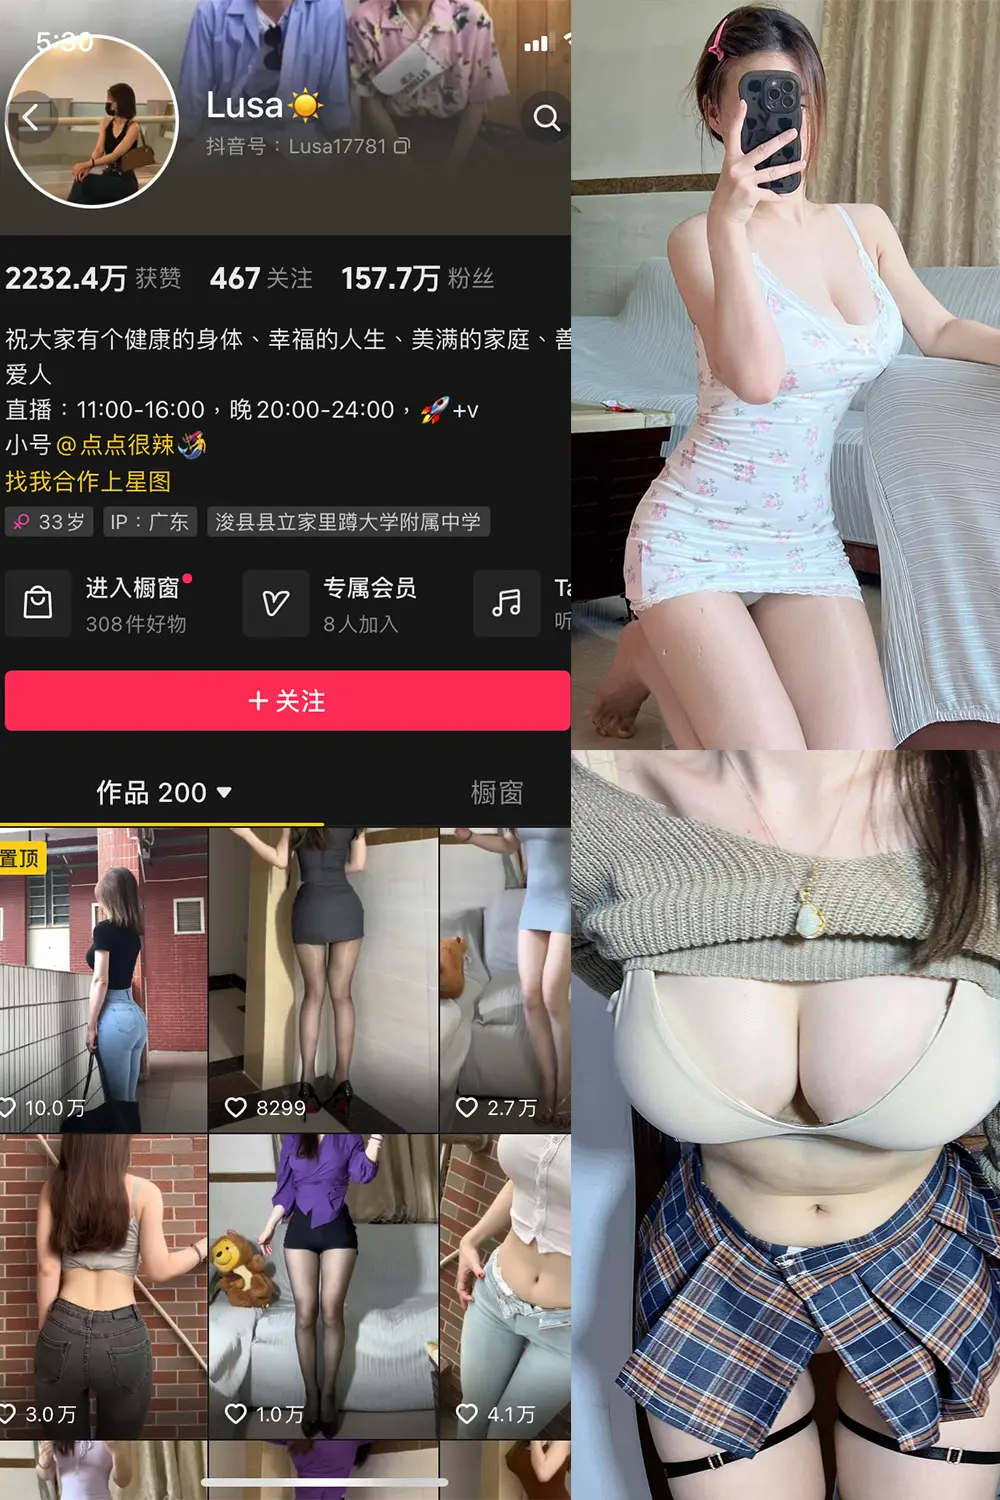 5:30
Lusa☀️
抖音号：Lusa17781
2232.4万 获赞 467 关注 157.7万 粉丝
祝大家有个健康的身体、幸福的人生、美满的家庭、善
爱人
直播：11:00-16:00，晚20:00-24:00，🚀+v
小号@点点很辣🧜‍♀️
找我合作上星图
33岁 IP：广东 浚县县立家里蹲大学附属中学
进入橱窗 专属会员 Ta
308件好物 8人加入 听
+ 关注
作品 200 ▼ 橱窗
置顶
10.0万 8299 2.7万
3.0万 1.0万 4.1万